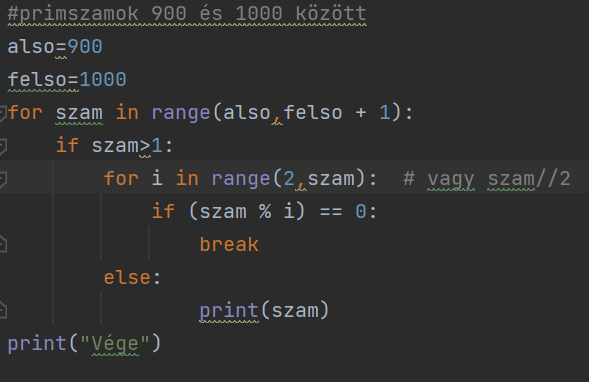 #primszamok 900 és 1000 között
also=900
felso=1000
for szam in range(also,felso + 1):
    if szam>1:
        for i in range(2,szam):  # vagy szam//2
            if (szam % i) == 0:
                break
        else:
                print(szam)
print("Vége")